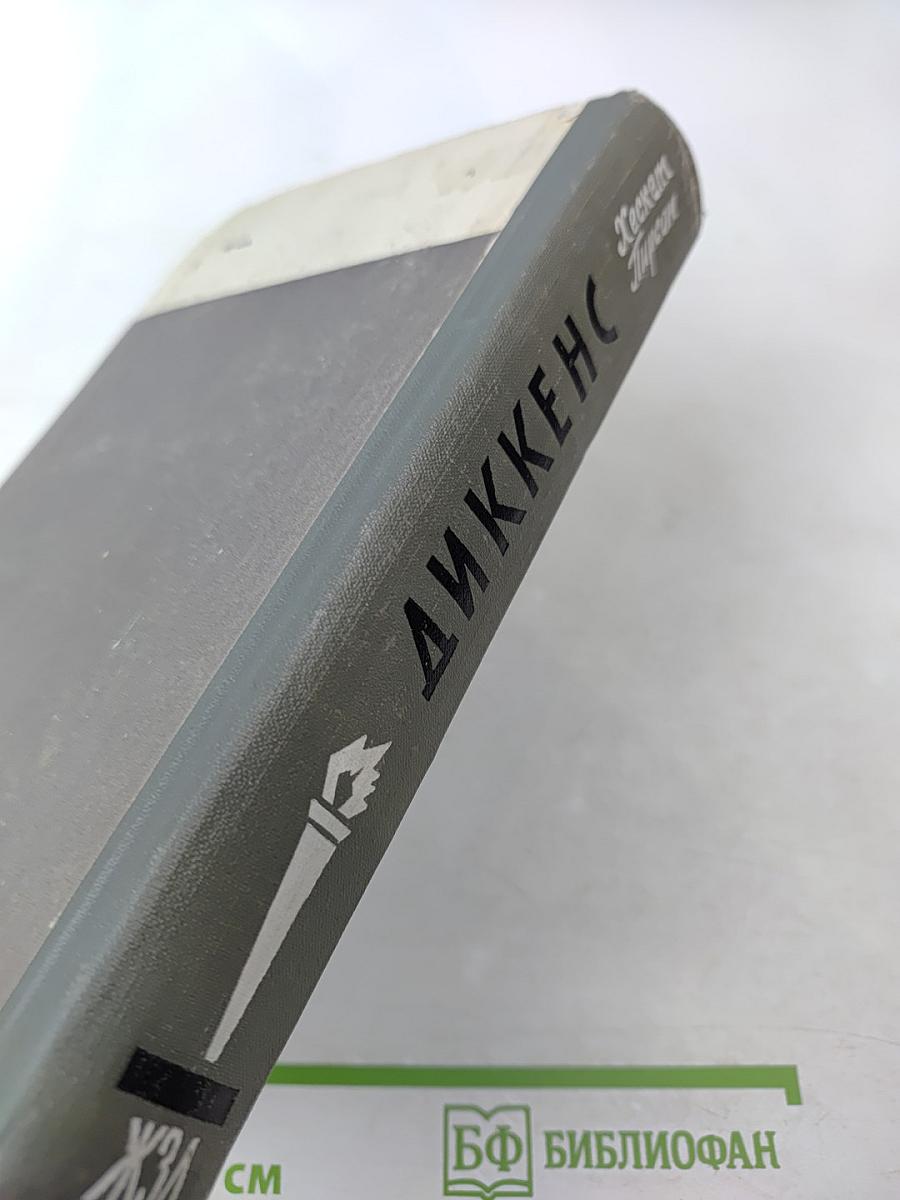 Хескет
Пирсон
ДИККЕНС
ЖЗЛ
СМ
БФ БИБЛИОФАН